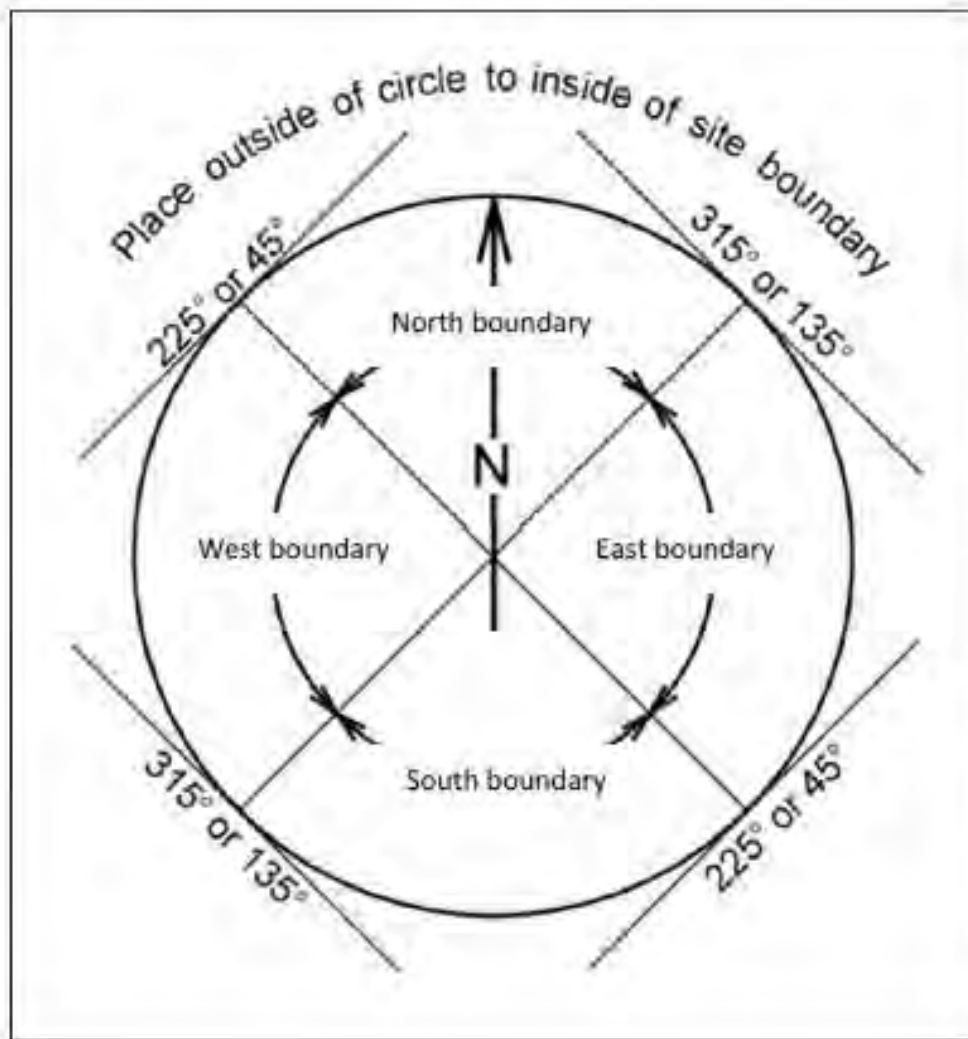 Place outside of circle to inside of site boundary
225° or 45°
315° or 135°
North boundary
N
West boundary
East boundary
South boundary
315° or 135°
225° or 45°